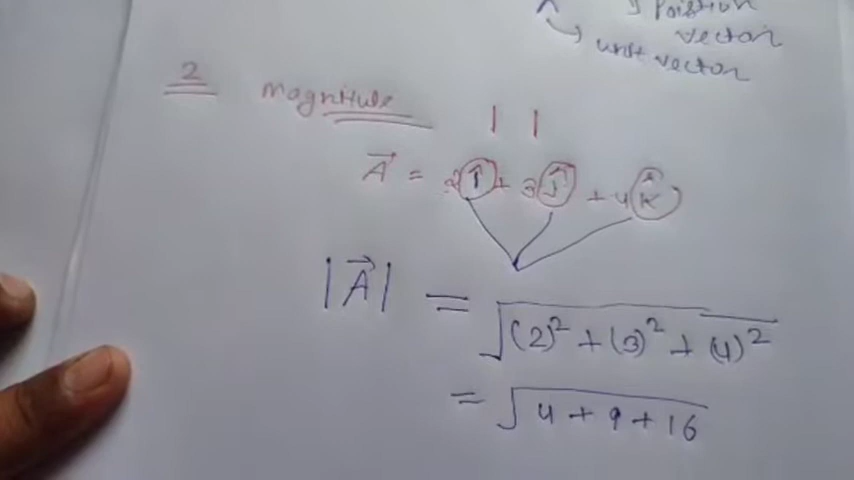 Position
vector
unit vector
2 Magnitude
| |
A⃗ = 2î + 3ĵ + 4k̂
|A⃗| = √(2)² + (3)² + (4)²
= √4 + 9 + 16